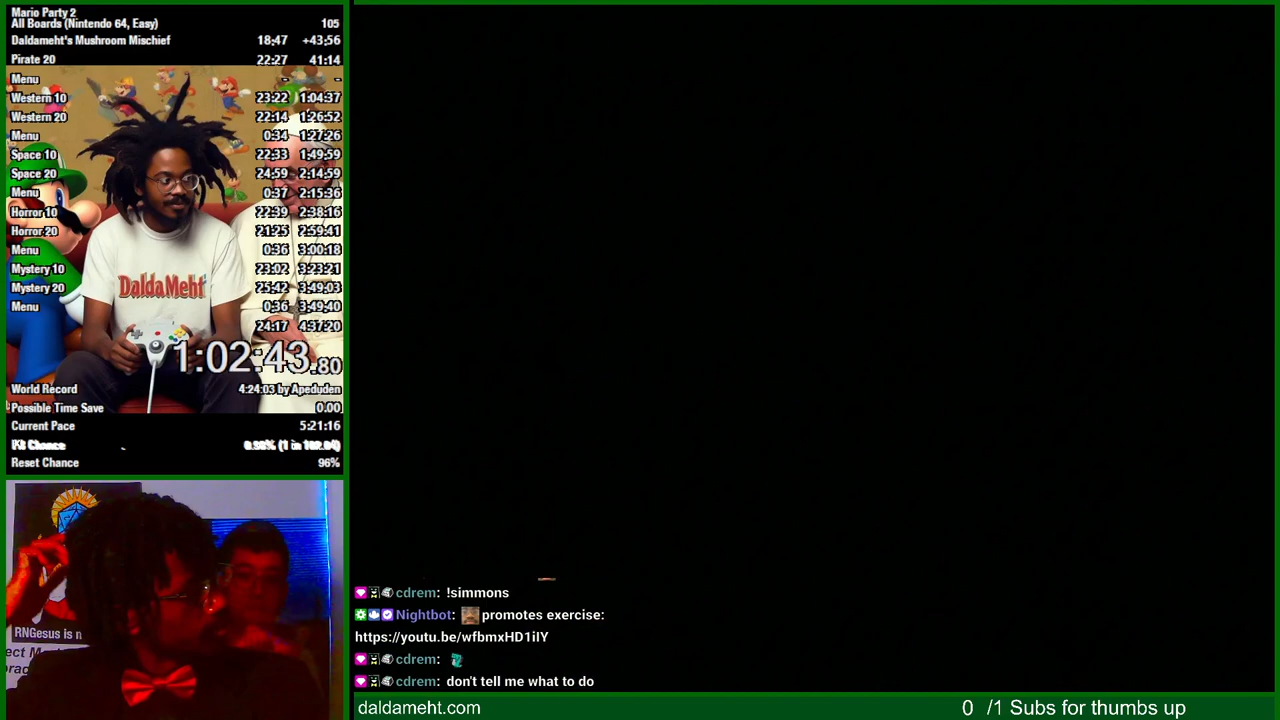 Mario Party 2
All Boards (Nintendo 64, Easy) 105
Daldameht's Mushroom Mischief 18:47 +43:56
Pirate 20 22:27 41:14
Menu - -
Western 10 23:22 1:04:37
Western 20 22:14 1:26:52
Menu 0:34 1:27:26
Space 10 22:33 1:49:59
Space 20 24:59 2:14:59
Menu 0:37 2:15:36
Horror 10 22:39 2:38:16
Horror 20 21:25 2:59:41
Menu 0:36 3:00:18
Mystery 10 23:02 3:23:21
Mystery 20 25:42 3:49:03
Menu 0:36 3:49:40
24:17 4:37:20
DaldaMeht
1:02:43.80
World Record 4:24:03 by Apeduden
Possible Time Save 0.00
Current Pace 5:21:16
Chance
Reset Chance 96%
RNGesus is n
cdrem: !simmons
Nightbot: promotes exercise:
https://youtu.be/wfbmxHD1iIY
cdrem:
cdrem: don't tell me what to do
daldameht.com 0 /1 Subs for thumbs up